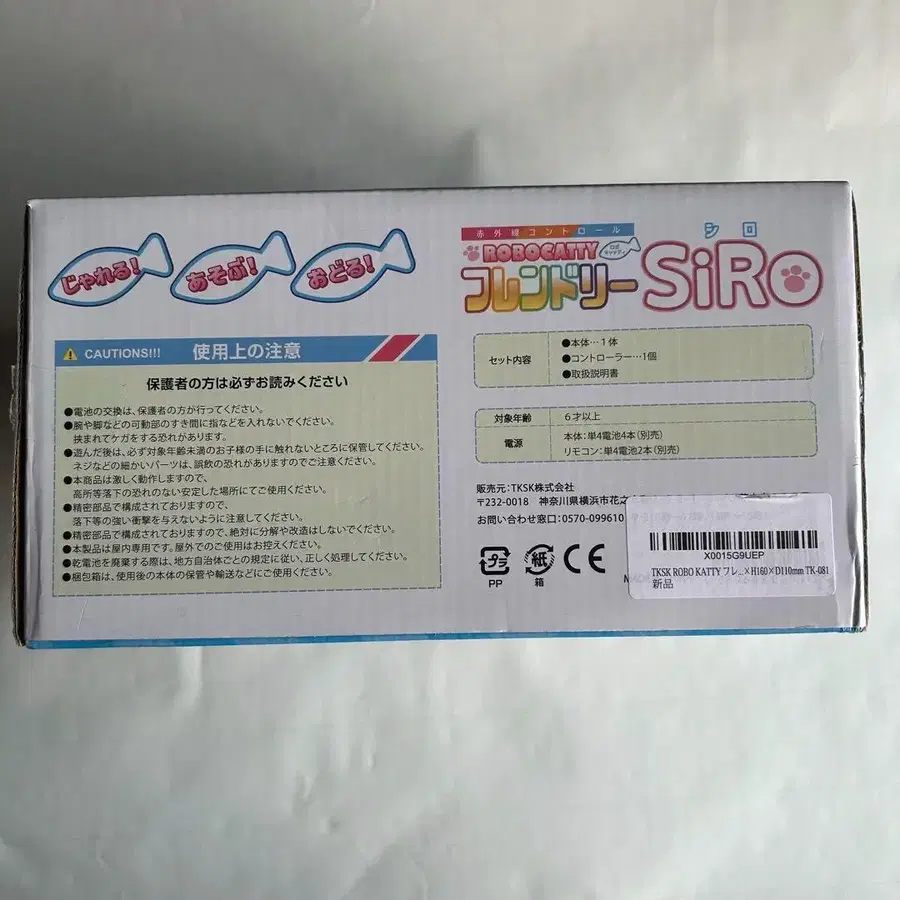 じゃれる!
あそぶ!
おどる!
CAUTIONS!!! 使用上の注意
保護者の方は必ずお読みください
●電池の交換は、保護者の方が行ってください。
●腕や脚などの可動部のすき間に指などを入れないでください。
挟まれてケガをする恐れがあります。
●遊んだ後は、必ず対象年齢未満のお子様の手に触れないところに保管してください。
ネジなどの細かいパーツは、誤飲の恐れがありますのでご注意ください。
●本商品は激しく動作しますので、
高所等落下の恐れのない安定した場所にてご使用ください。
●精密部品で構成されておりますので、
落下等の強い衝撃を与えないように注意してください。
●精密部品で構成されておりますので、絶対に分解や改造はしないでください。
●本製品は屋内専用です。屋外でのご使用はお控えください。
●乾電池を廃棄する際は、地方自治体ごとの規定に従い、正しく処理してください。
●梱包箱は、使用後の本体の保管や輸送などにご使用ください。
赤外線コントロール
ROBOCATTY ロボキャッティ
フレンドリー
シロ
SiRo
セット内容
●本体…1体
●コントローラー…1個
●取扱説明書
対象年齢 6才以上
電源
本体:単4電池4本(別売)
リモコン:単4電池2本(別売)
販売元:TKSK株式会社
〒232-0018 神奈川県横浜市花之
お問い合わせ窓口:0570-099610
プラ 紙 CE
PP 箱
X0015G9UEP
TKSK ROBO KATTY フレ...×H160×D110mm TK-081
新品